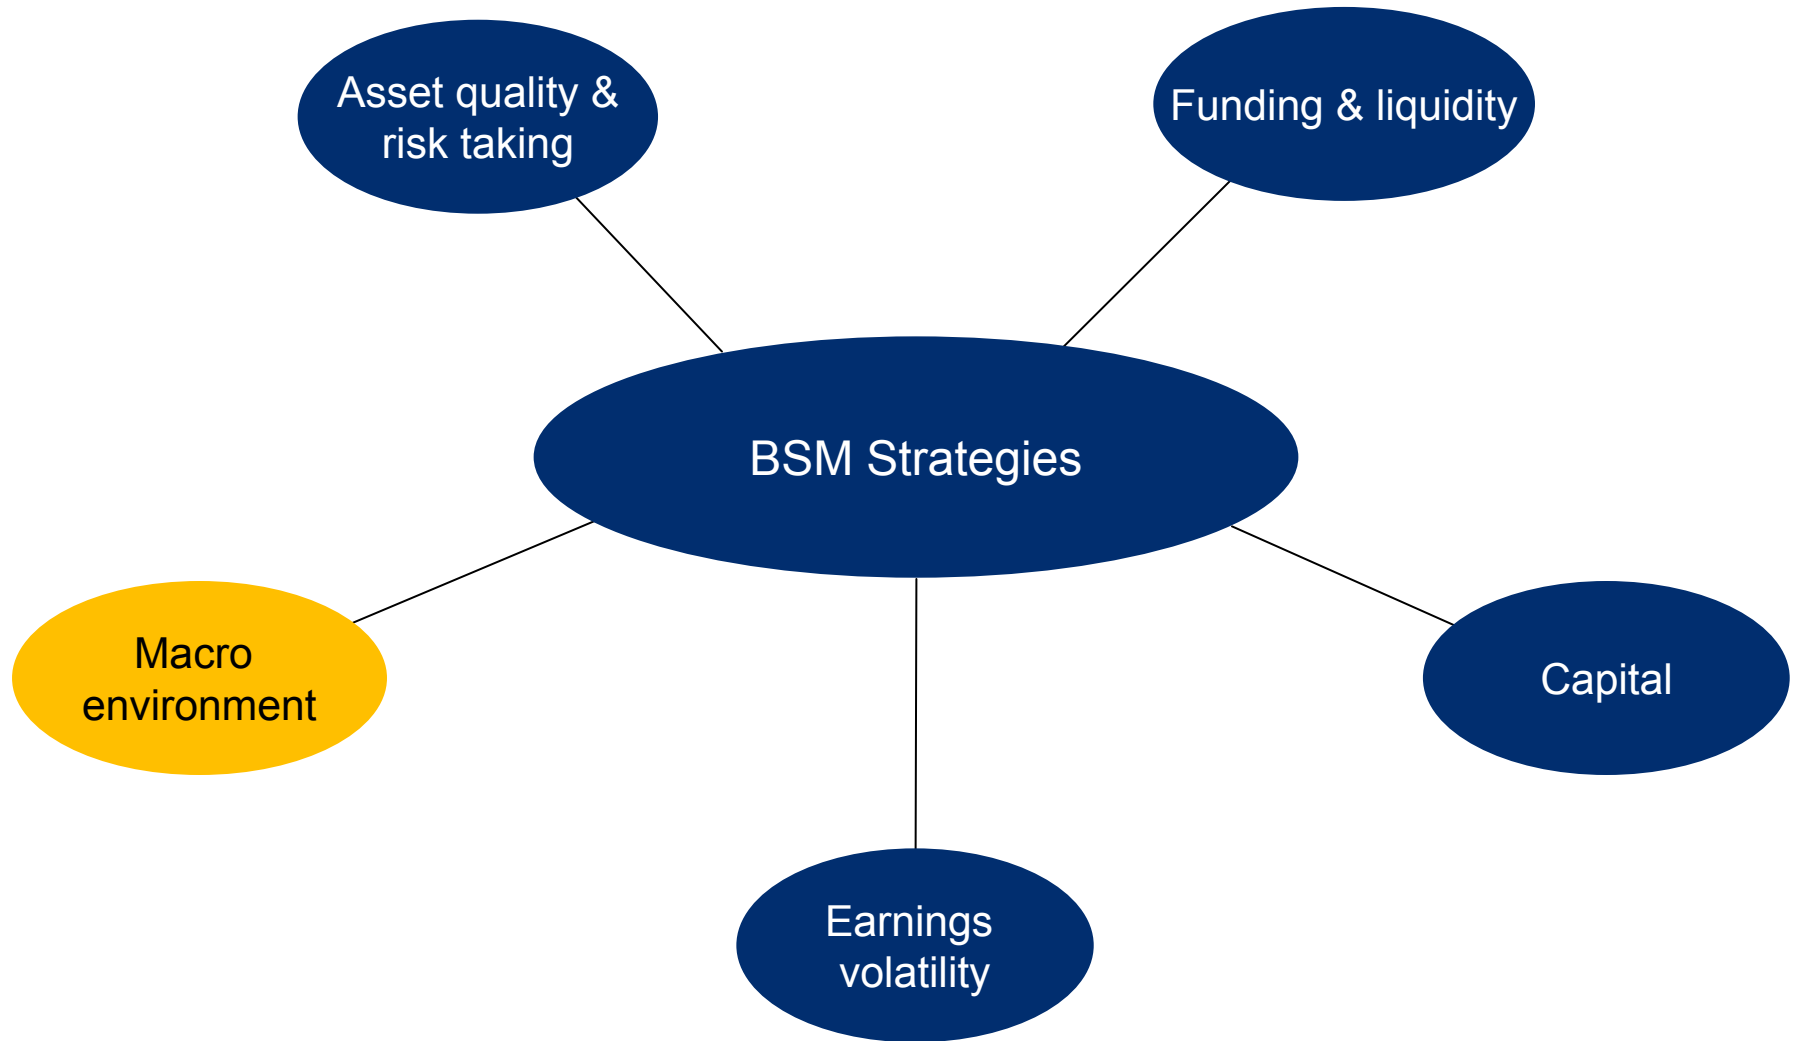 Asset quality &
risk taking
Funding & liquidity
BSM Strategies
Macro
environment
Capital
Earnings
volatility